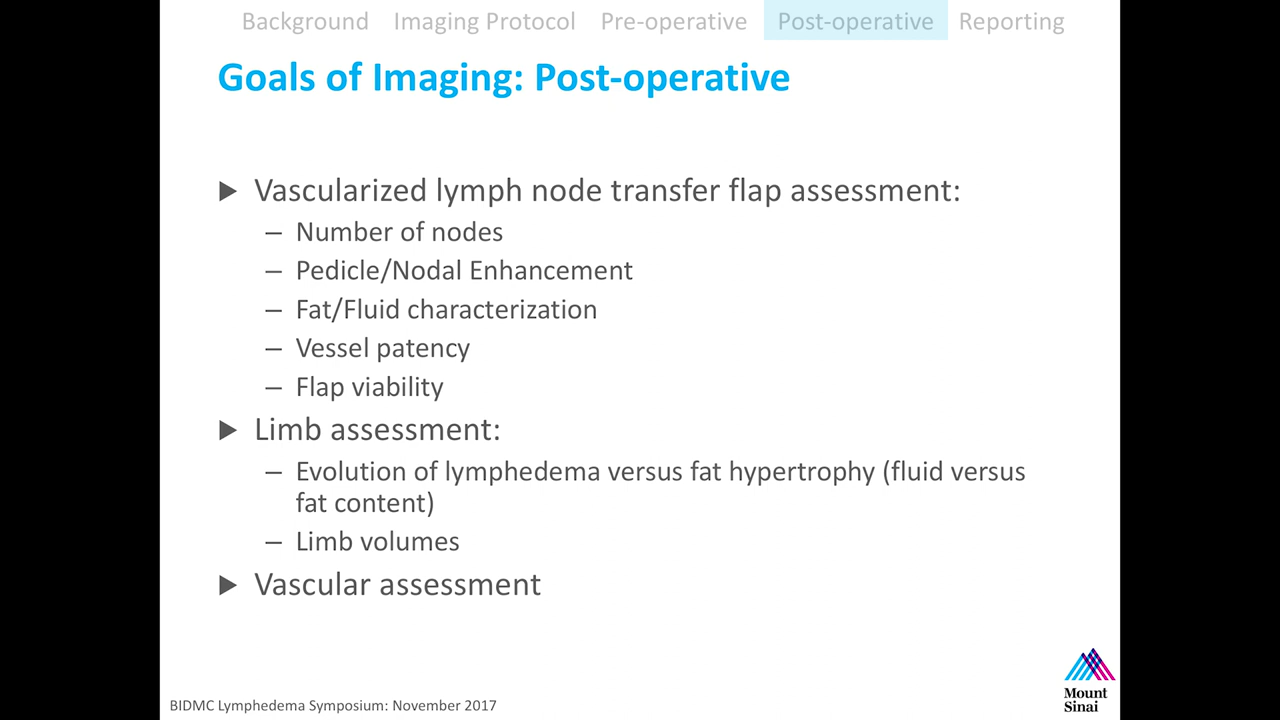 Background Imaging Protocol Pre-operative Post-operative Reporting
Goals of Imaging: Post-operative
Vascularized lymph node transfer flap assessment:
– Number of nodes
– Pedicle/Nodal Enhancement
– Fat/Fluid characterization
– Vessel patency
– Flap viability
Limb assessment:
– Evolution of lymphedema versus fat hypertrophy (fluid versus
fat content)
– Limb volumes
Vascular assessment
Mount
Sinai
BIDMC Lymphedema Symposium: November 2017